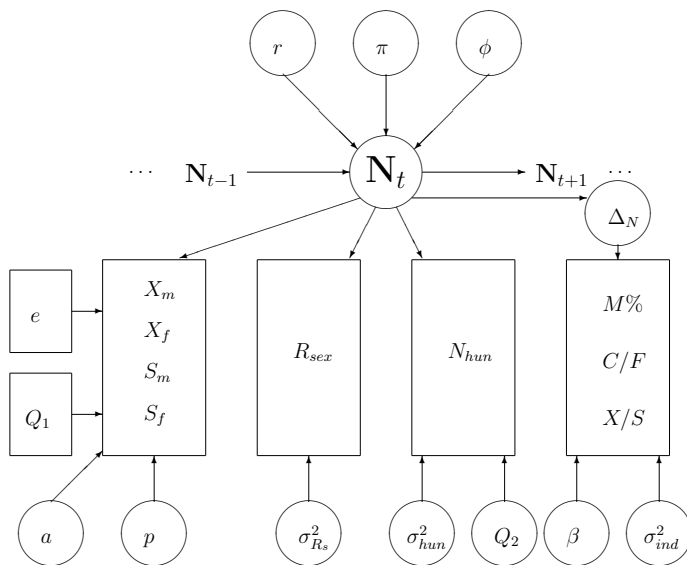 r π ϕ
··· N_{t−1} N_t N_{t+1} ···
Δ_N
X_m
M%
e X_f
R_{sex} N_{hun}
S_m C/F
Q_1 S_f X/S
a p σ²_{R_s} σ²_{hun} Q_2 β σ²_{ind}